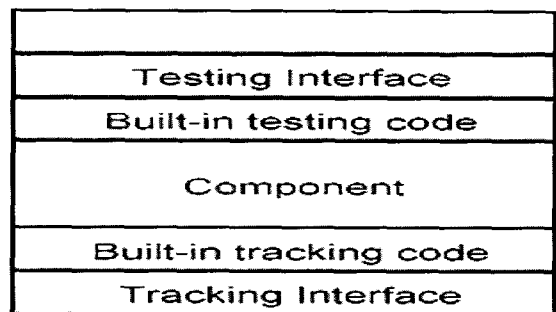 Testing Interface
Built-in testing code
Component
Built-in tracking code
Tracking Interface